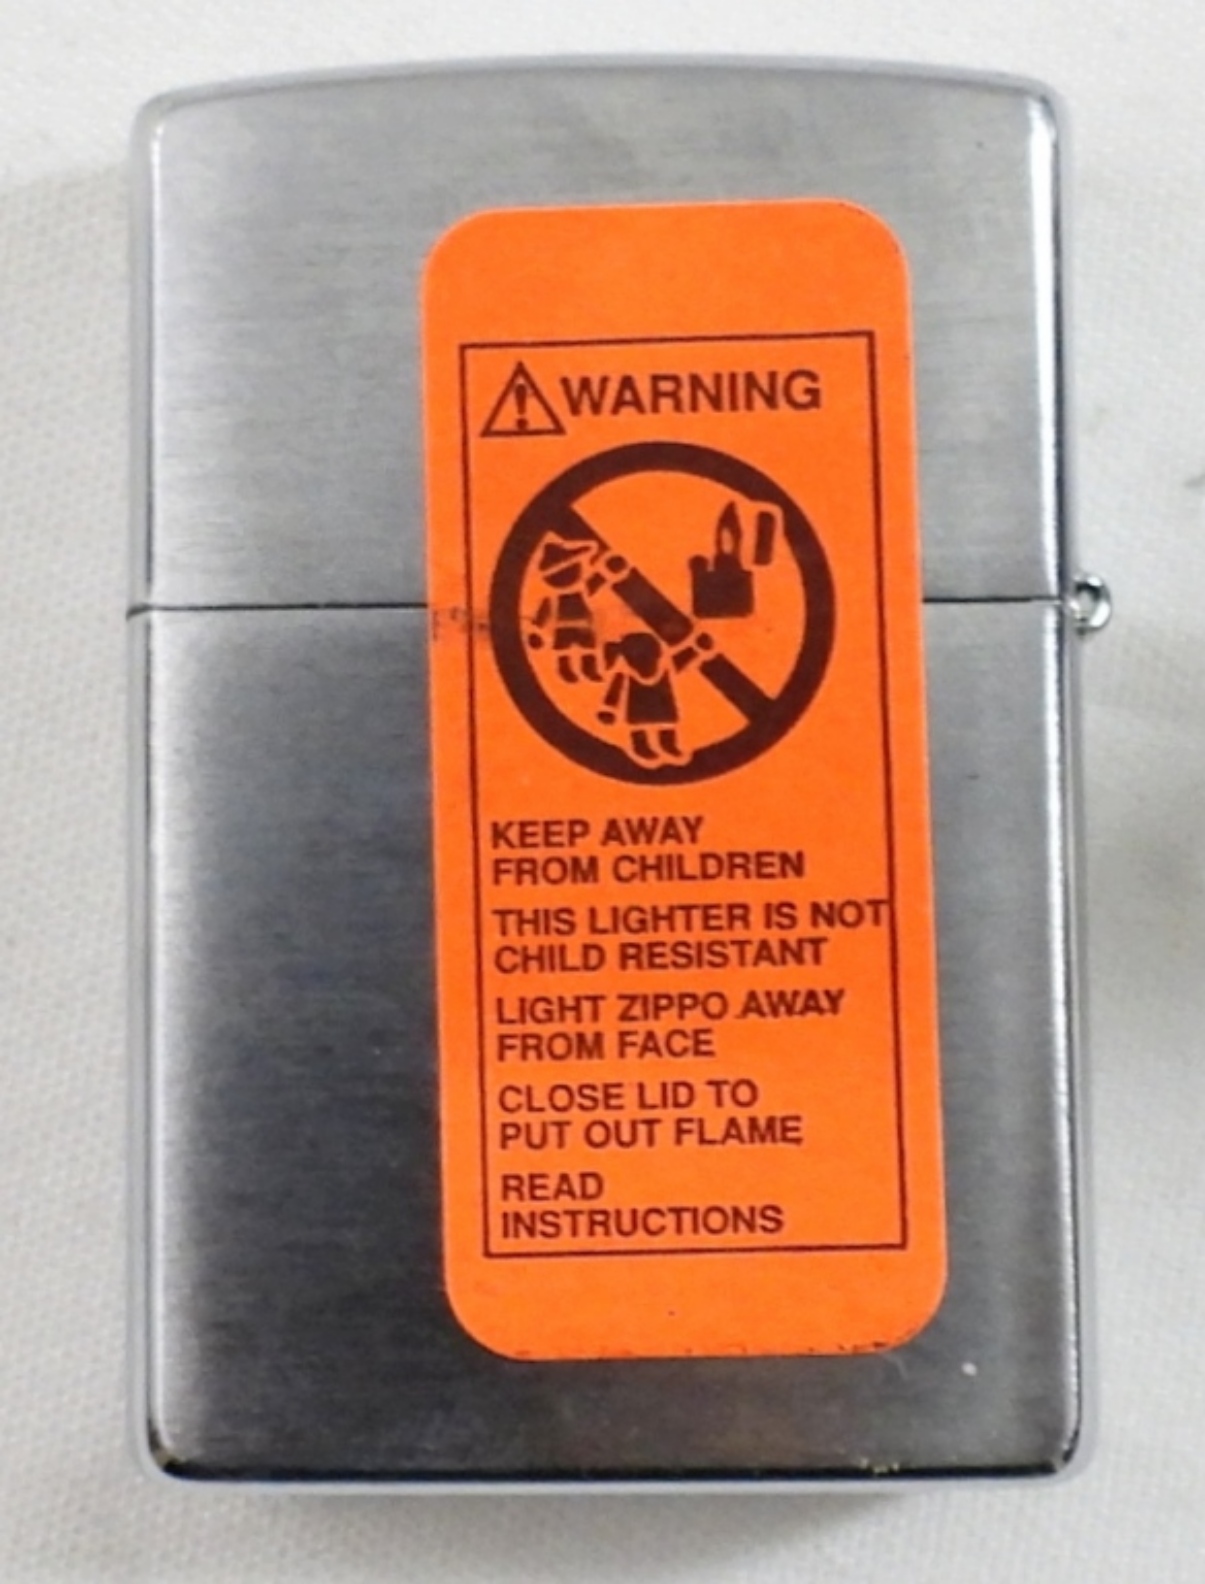 WARNING
KEEP AWAY
FROM CHILDREN
THIS LIGHTER IS NOT
CHILD RESISTANT
LIGHT ZIPPO AWAY
FROM FACE
CLOSE LID TO
PUT OUT FLAME
READ
INSTRUCTIONS